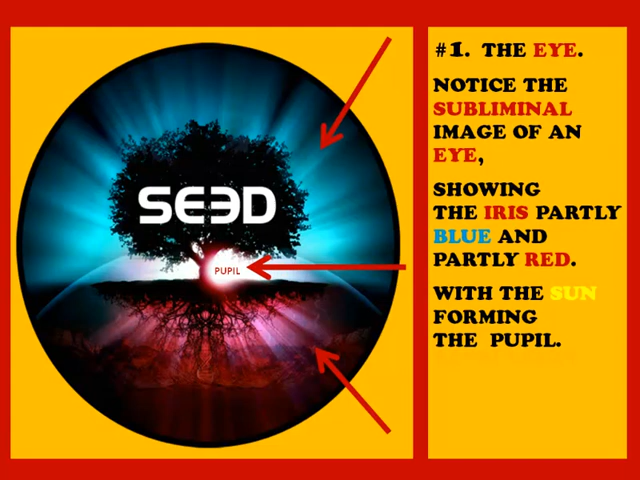 SEED
PUPIL
#1. THE EYE.
NOTICE THE
SUBLIMINAL
IMAGE OF AN
EYE,
SHOWING
THE IRIS PARTLY
BLUE AND
PARTLY RED.
WITH THE SUN
FORMING
THE PUPIL.